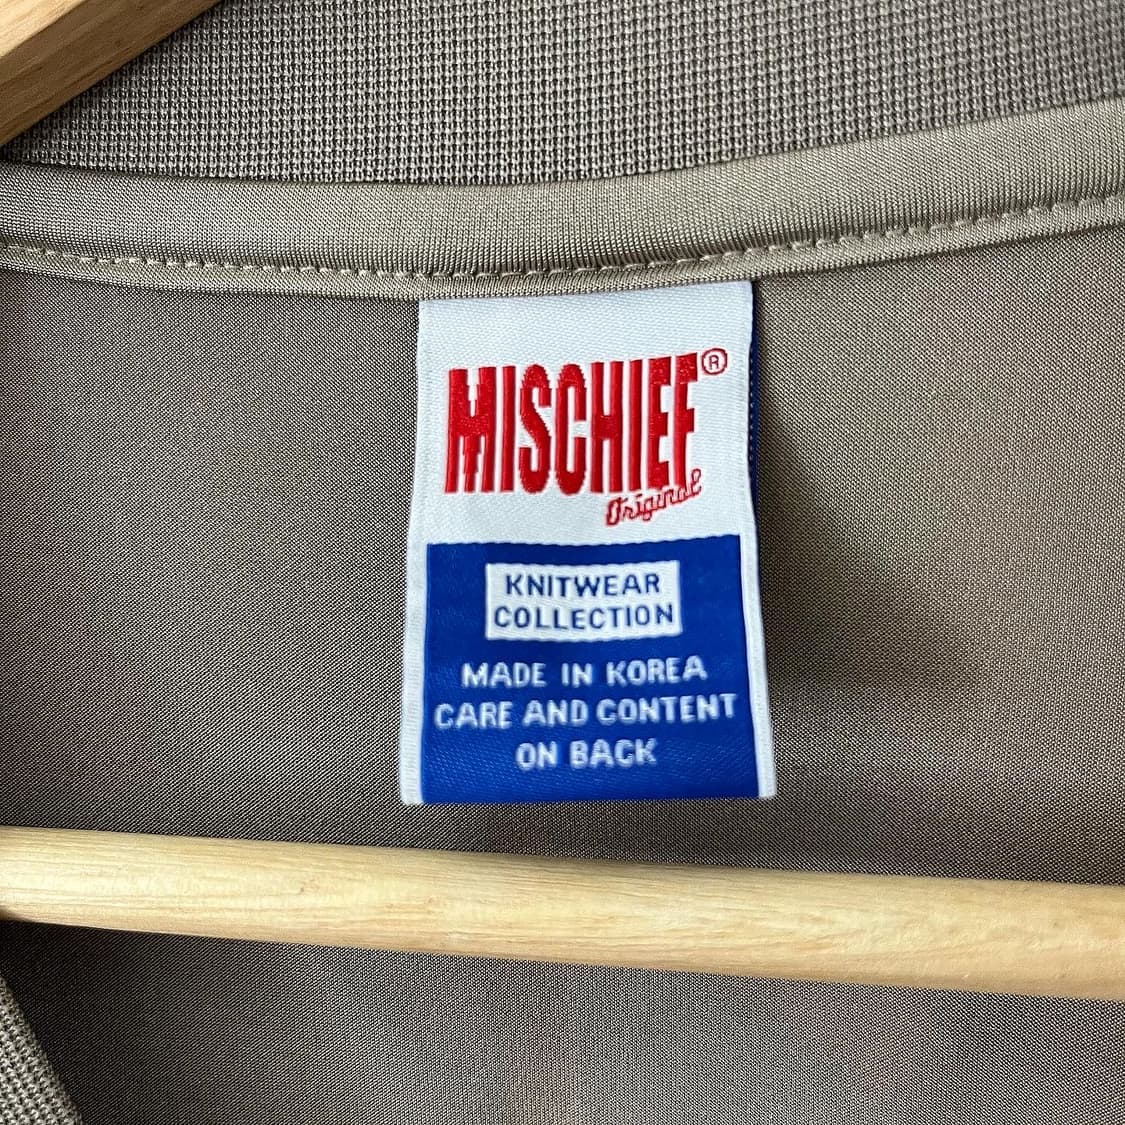 MISCHIEF®
Original
KNITWEAR
COLLECTION
MADE IN KOREA
CARE AND CONTENT
ON BACK